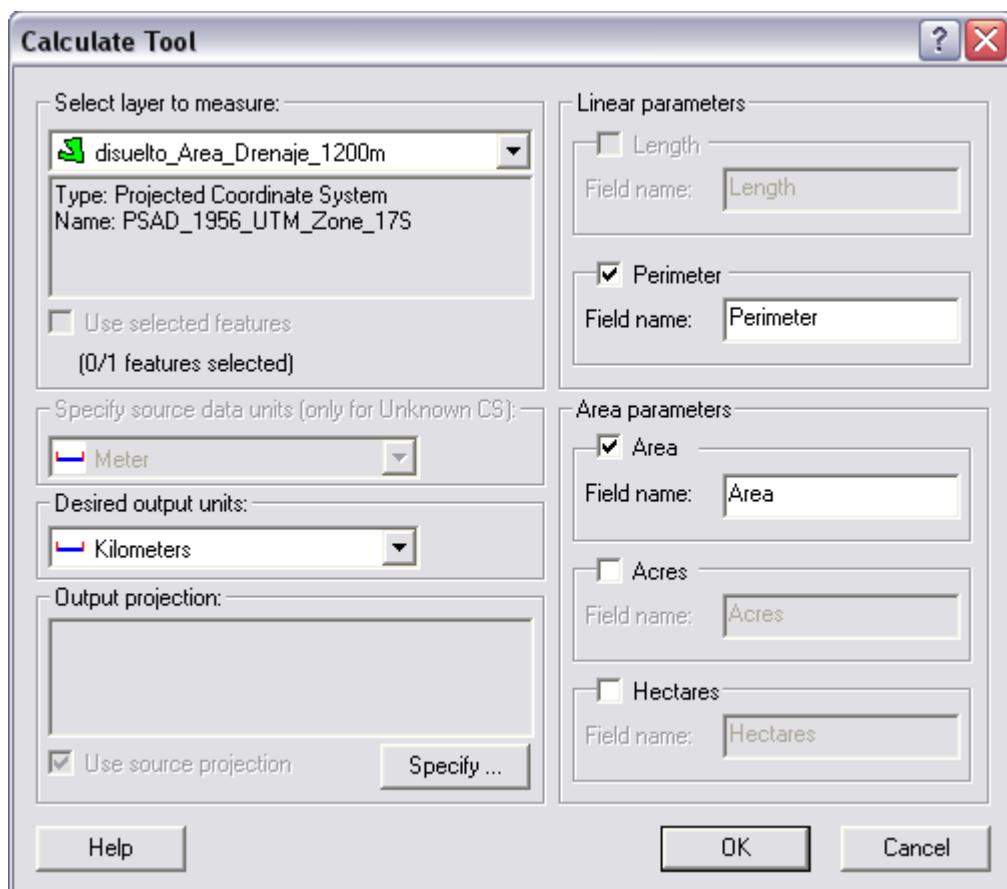 Calculate Tool
Select layer to measure:
disuelto_Area_Drenaje_1200m
Type: Projected Coordinate System
Name: PSAD_1956_UTM_Zone_17S
Use selected features
(0/1 features selected)
Specify source data units (only for Unknown CS):
Meter
Desired output units:
Kilometers
Output projection:
Use source projection
Specify ...
Linear parameters
Length
Field name: Length
Perimeter
Field name: Perimeter
Area parameters
Area
Field name: Area
Acres
Field name: Acres
Hectares
Field name: Hectares
Help
OK
Cancel